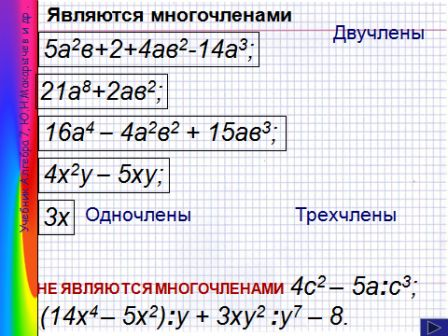 Являются многочленами
Двучлены
5а²в+2+4ав²-14а³;
21а⁸+2ав²;
16а⁴ – 4а²в² + 15ав³;
4х²у – 5ху;
3х
Одночлены
Трехчлены
НЕ ЯВЛЯЮТСЯ МНОГОЧЛЕНАМИ 4с² – 5а:с³;
(14х⁴– 5х²):у + 3ху² :у⁷ – 8.
Учебник Алгебра 7, Ю.Н.Макарычев и др.